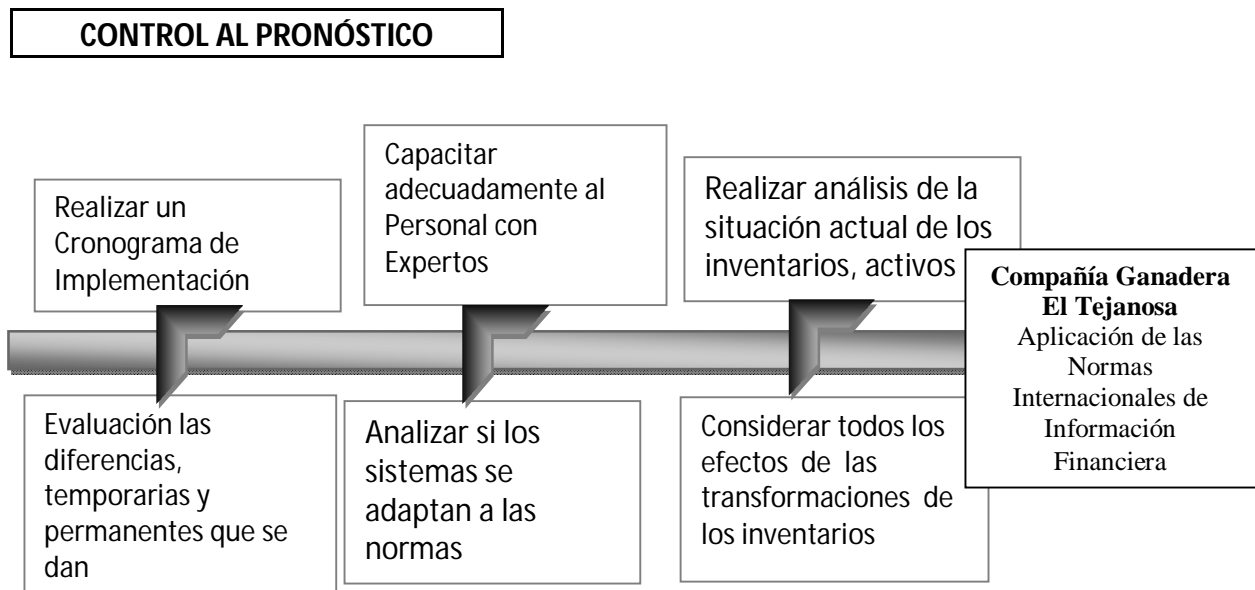 CONTROL AL PRONÓSTICO
Realizar un
Cronograma de
Implementación
Capacitar
adecuadamente al
Personal con
Expertos
Realizar análisis de la
situación actual de los
inventarios, activos
Compañía Ganadera
El Tejanosa
Aplicación de las
Normas
Internacionales de
Información
Financiera
Evaluación las
diferencias,
temporarias y
permanentes que se
dan
Analizar si los
sistemas se
adaptan a las
normas
Considerar todos los
efectos de las
transformaciones de
los inventarios